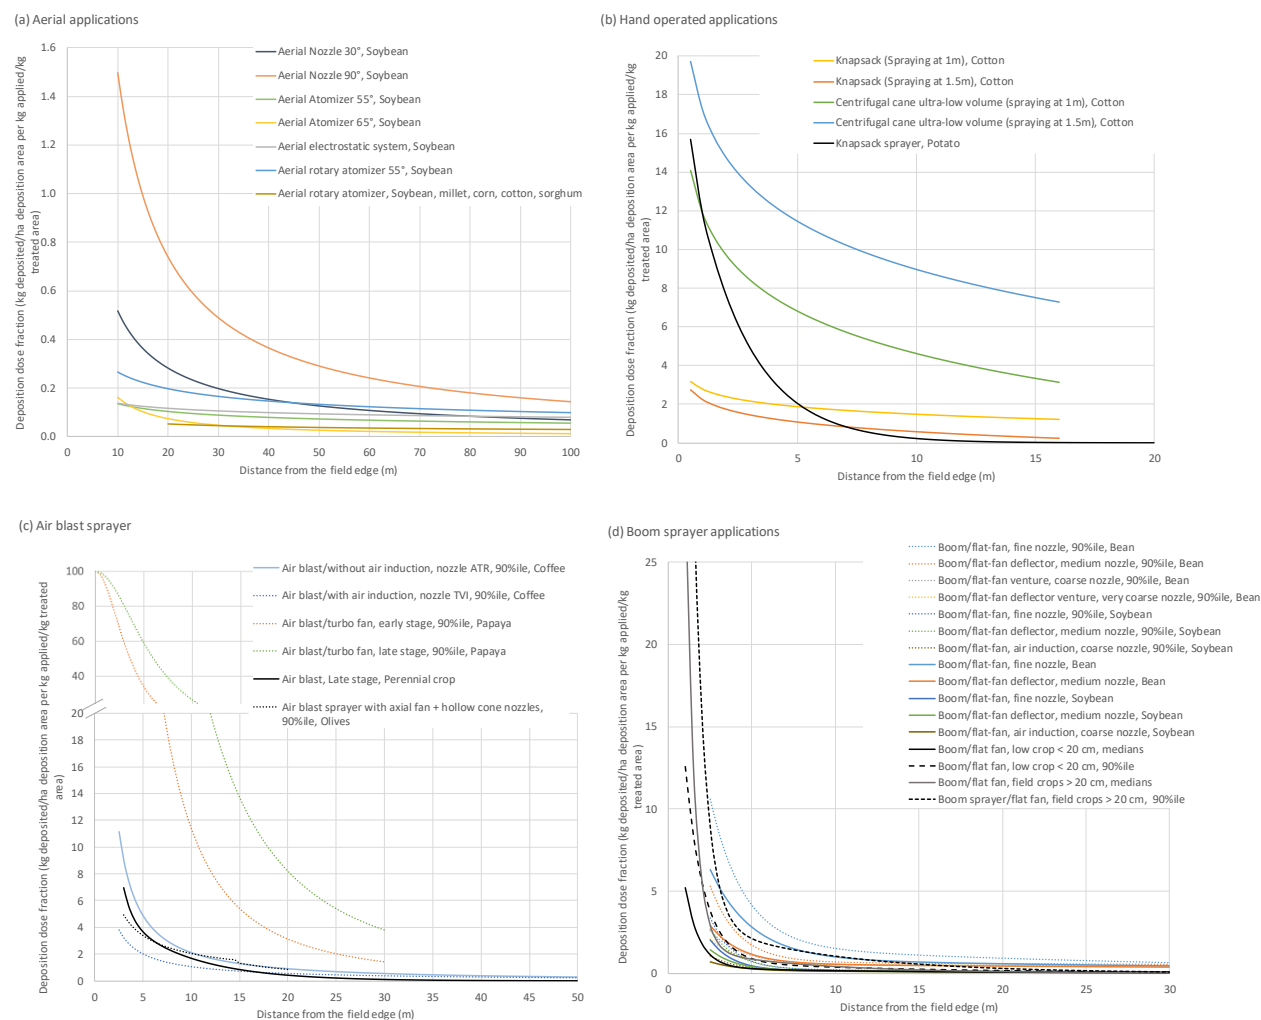 (a) Aerial applications
Deposition dose fraction (kg deposited/ha deposition area per kg applied/kg
treated area)
1.6
1.4
1.2
1.0
0.8
0.6
0.4
0.2
0.0
0 10 20 30 40 50 60 70 80 90 100
Distance from the field edge (m)
Aerial Nozzle 30°, Soybean
Aerial Nozzle 90°, Soybean
Aerial Atomizer 55°, Soybean
Aerial Atomizer 65°, Soybean
Aerial electrostatic system, Soybean
Aerial rotary atomizer 55°, Soybean
Aerial rotary atomizer, Soybean, millet, corn, cotton, sorghum
(b) Hand operated applications
Deposition dose fraction (kg deposited/ha deposition area per kg applied/kg
treated area)
20
18
16
14
12
10
8
6
4
2
0
0 5 10 15 20
Distance from the field edge (m)
Knapsack (Spraying at 1m), Cotton
Knapsack (Spraying at 1.5m), Cotton
Centrifugal cane ultra-low volume (spraying at 1m), Cotton
Centrifugal cane ultra-low volume (spraying at 1.5m), Cotton
Knapsack sprayer, Potato
(c) Air blast sprayer
Deposition dose fraction (kg deposited/ha deposition area per kg applied/kg treated
area)
100
80
60
40
20
18
16
14
12
10
8
6
4
2
0
0 5 10 15 20 25 30 35 40 45 50
Distance from the field edge (m)
Air blast/without air induction, nozzle ATR, 90%ile, Coffee
Air blast/with air induction, nozzle TVI, 90%ile, Coffee
Air blast/turbo fan, early stage, 90%ile, Papaya
Air blast/turbo fan, late stage, 90%ile, Papaya
Air blast, Late stage, Perennial crop
Air blast sprayer with axial fan + hollow cone nozzles,
90%ile, Olives
(d) Boom sprayer applications
Deposition dose fraction (kg deposited/ha deposition area per kg applied/kg
treated area)
25
20
15
10
5
0
0 5 10 15 20 25 30
Distance from the field edge (m)
Boom/flat-fan, fine nozzle, 90%ile, Bean
Boom/flat-fan deflector, medium nozzle, 90%ile, Bean
Boom/flat-fan venture, coarse nozzle, 90%ile, Bean
Boom/flat-fan deflector venture, very coarse nozzle, 90%ile, Bean
Boom/flat-fan, fine nozzle, 90%ile, Soybean
Boom/flat-fan deflector, medium nozzle, 90%ile, Soybean
Boom/flat-fan, air induction, coarse nozzle, 90%ile, Soybean
Boom/flat-fan, fine nozzle, Bean
Boom/flat-fan deflector, medium nozzle, Bean
Boom/flat-fan, fine nozzle, Soybean
Boom/flat-fan deflector, medium nozzle, Soybean
Boom/flat-fan, air induction, coarse nozzle, Soybean
Boom/flat fan, low crop < 20 cm, medians
Boom/flat fan, low crop < 20 cm, 90%ile
Boom/flat fan, field crops > 20 cm, medians
Boom sprayer/flat fan, field crops > 20 cm, 90%ile